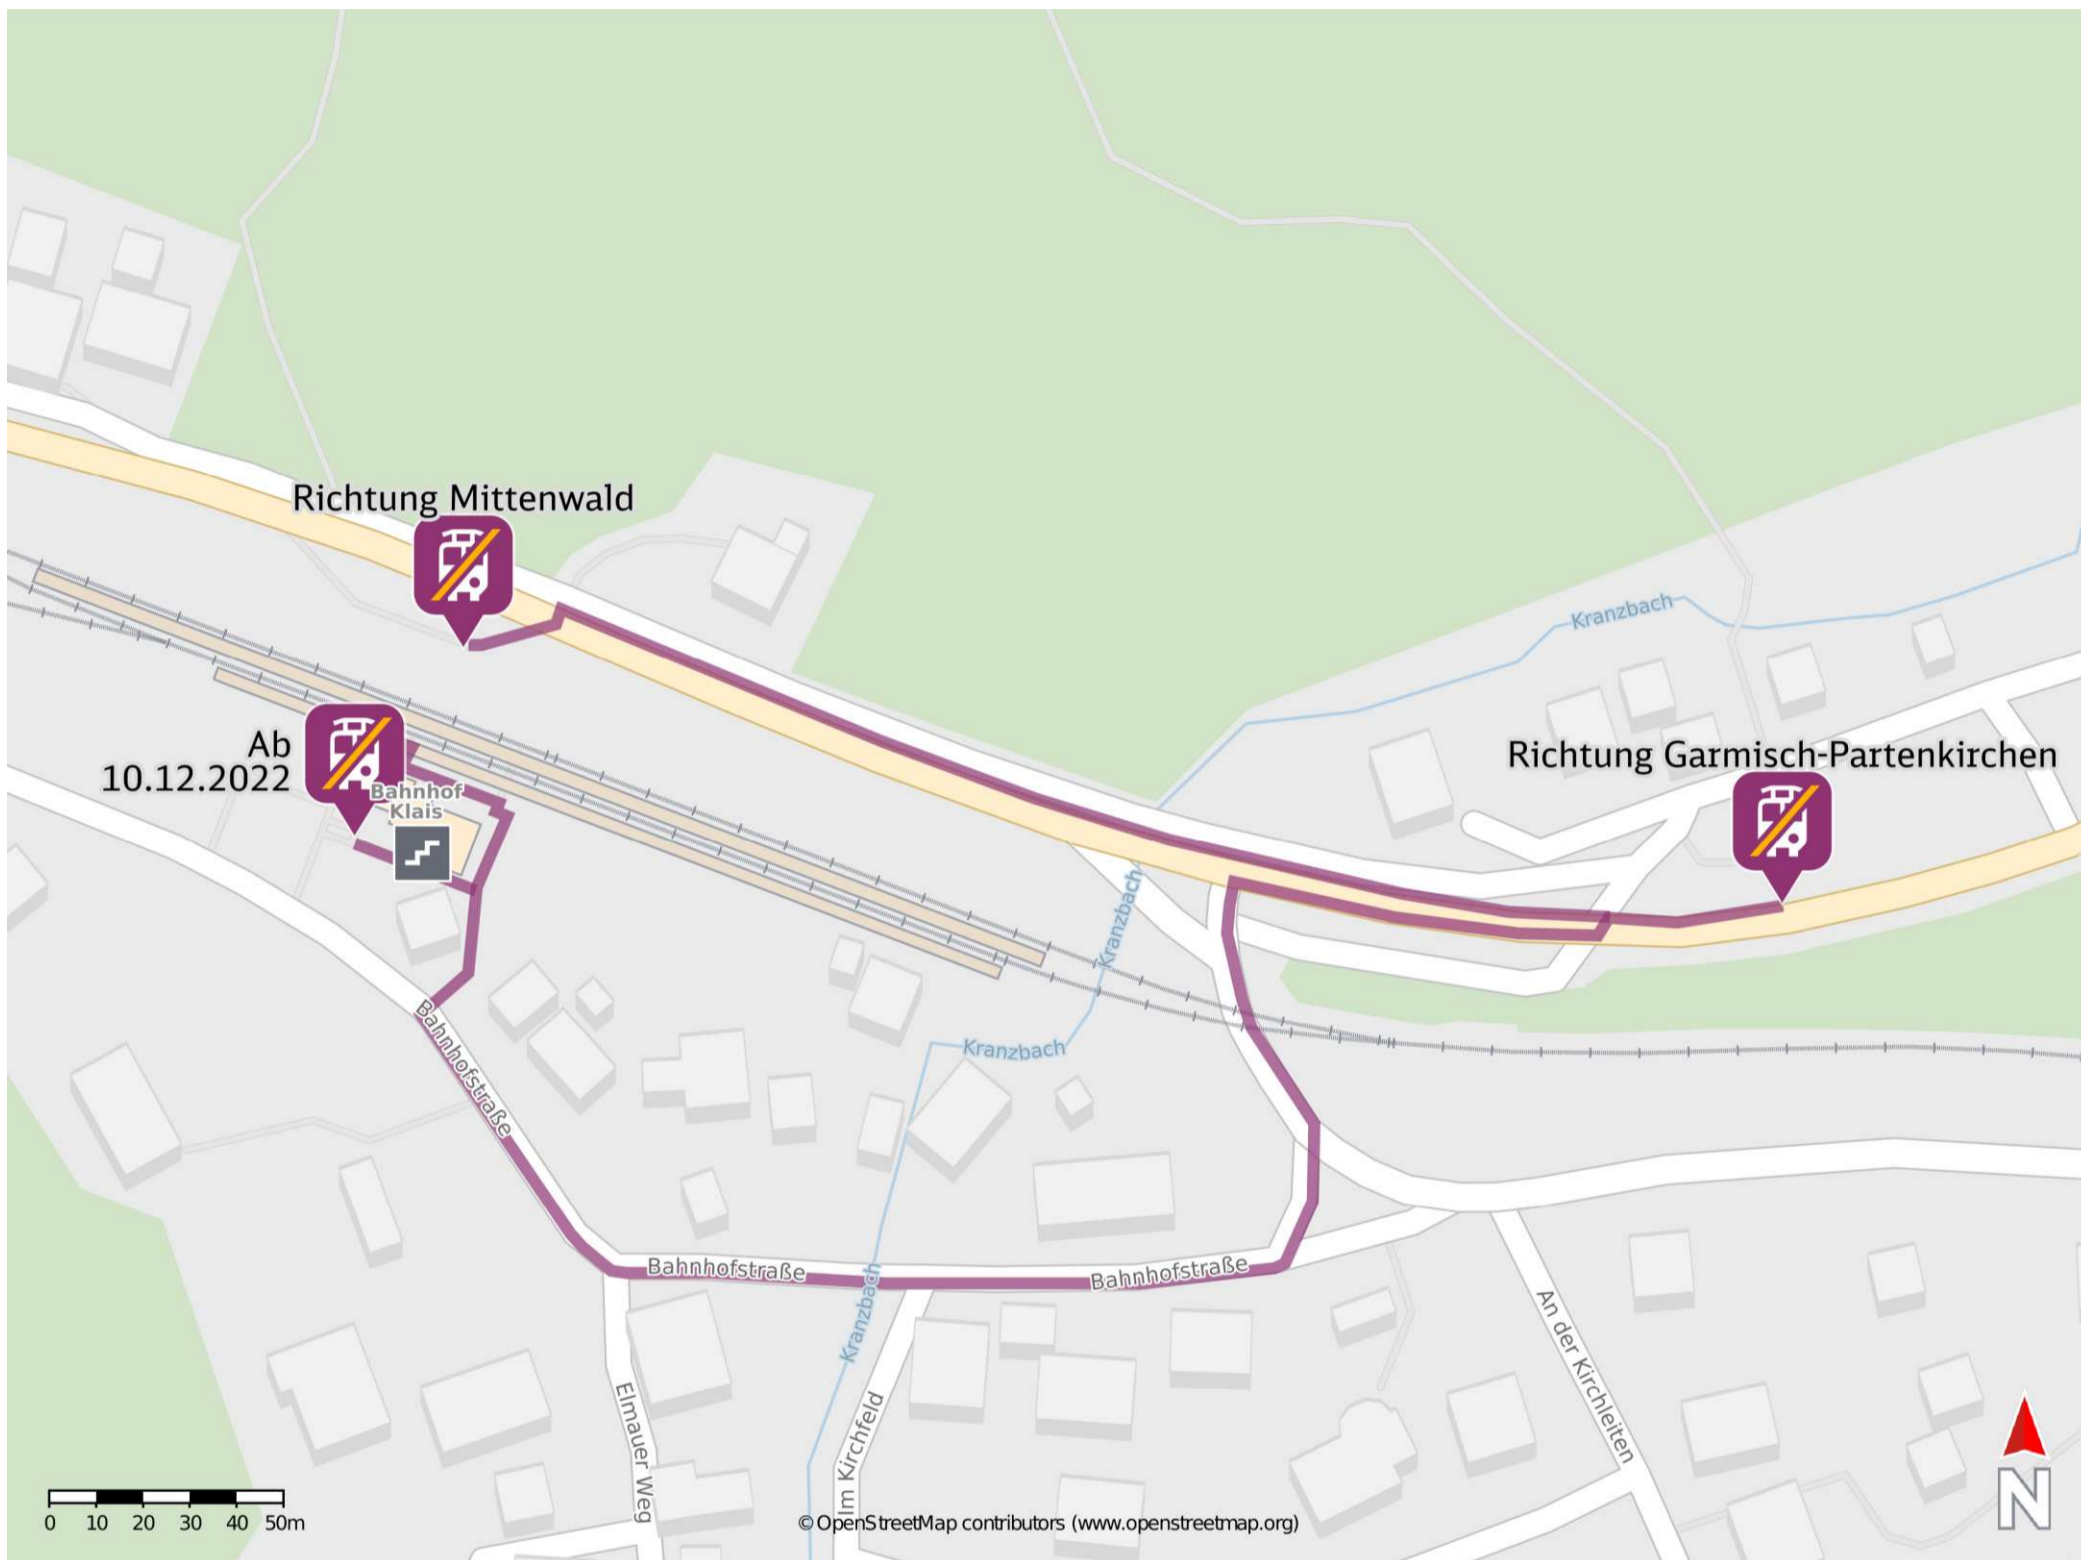 Richtung Mittenwald
Kranzbach
Ab
10.12.2022
Richtung Garmisch-Partenkirchen
Bahnhof
Klais
Kranzbach
Kranzbach
Bahnhofstraße
Bahnhofstraße
Bahnhofstraße
Kranzbach
An der Kirchleiten
Elmauer Weg
Im Kirchfeld
0 10 20 30 40 50m
© OpenStreetMap contributors (www.openstreetmap.org)
N